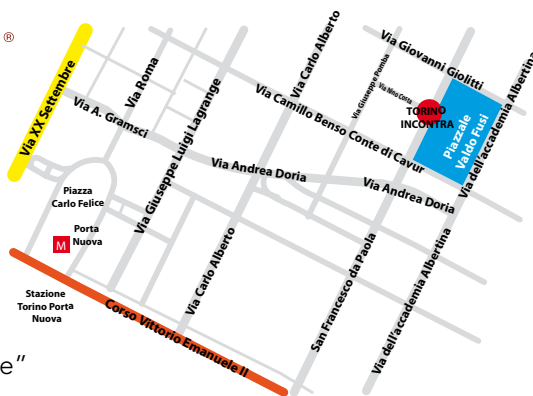 ®
Via XX Settembre
Via A. Gramsci
Via Roma
Via Giuseppe Luigi Lagrange
Via Carlo Alberto
Via Giovanni Giolitti
Via Giuseppe Pomba
Via Nino Costa
Via Camillo Benso Conte di Cavur
TORINO
INCONTRA
Piazzale
Valdo Fusi
Via dell'accademia Albertina
Via Andrea Doria
Via Andrea Doria
Piazza
Carlo Felice
M
Porta
Nuova
Stazione
Torino Porta
Nuova
Via Carlo Alberto
Corso Vittorio Emanuele II
San Francesco da Paola
Via dell'accademia Albertina
e"